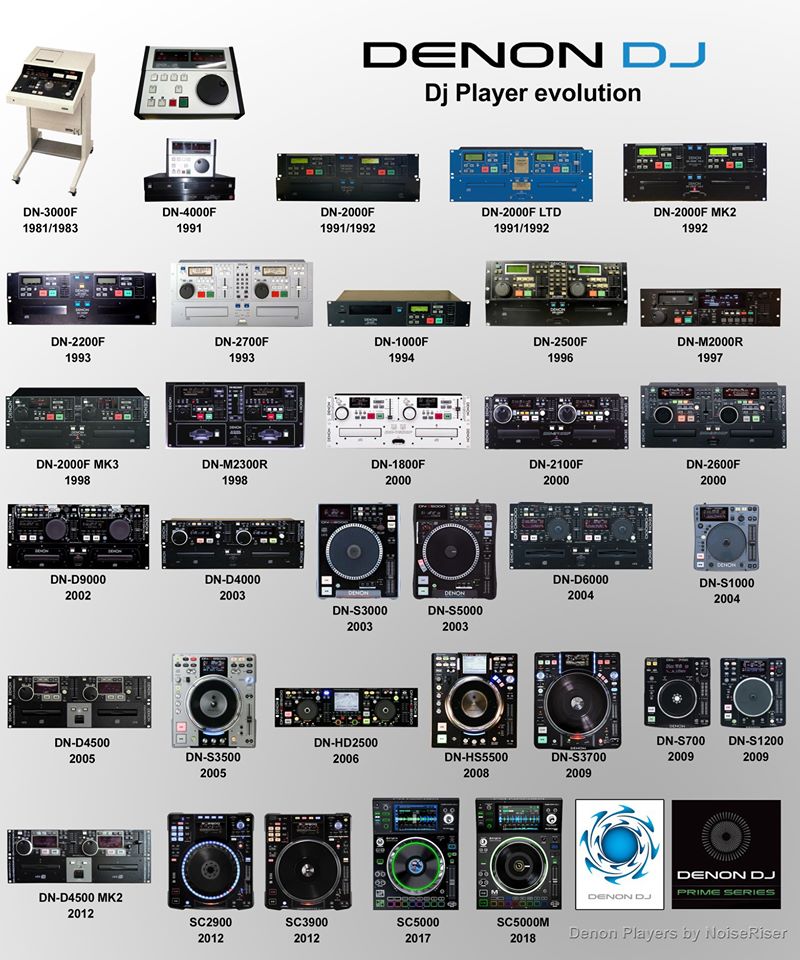 DENON DJ
Dj Player evolution
DN-3000F
1981/1983
DN-4000F
1991
DN-2000F
1991/1992
DN-2000F LTD
1991/1992
DN-2000F MK2
1992
DN-2200F
1993
DN-2700F
1993
DN-1000F
1994
DN-2500F
1996
DN-M2000R
1997
DN-2000F MK3
1998
DN-M2300R
1998
DN-1800F
2000
DN-2100F
2000
DN-2600F
2000
DN-D9000
2002
DN-D4000
2003
DN-S3000
2003
DN-S5000
2003
DN-D6000
2004
DN-S1000
2004
DN-D4500
2005
DN-S3500
2005
DN-HD2500
2006
DN-HS5500
2008
DN-S3700
2009
DN-S700
2009
DN-S1200
2009
DN-D4500 MK2
2012
SC2900
2012
SC3900
2012
SC5000
2017
SC5000M
2018
DENON DJ
DENON DJ
PRIME SERIES
Denon Players by NoiseRiser